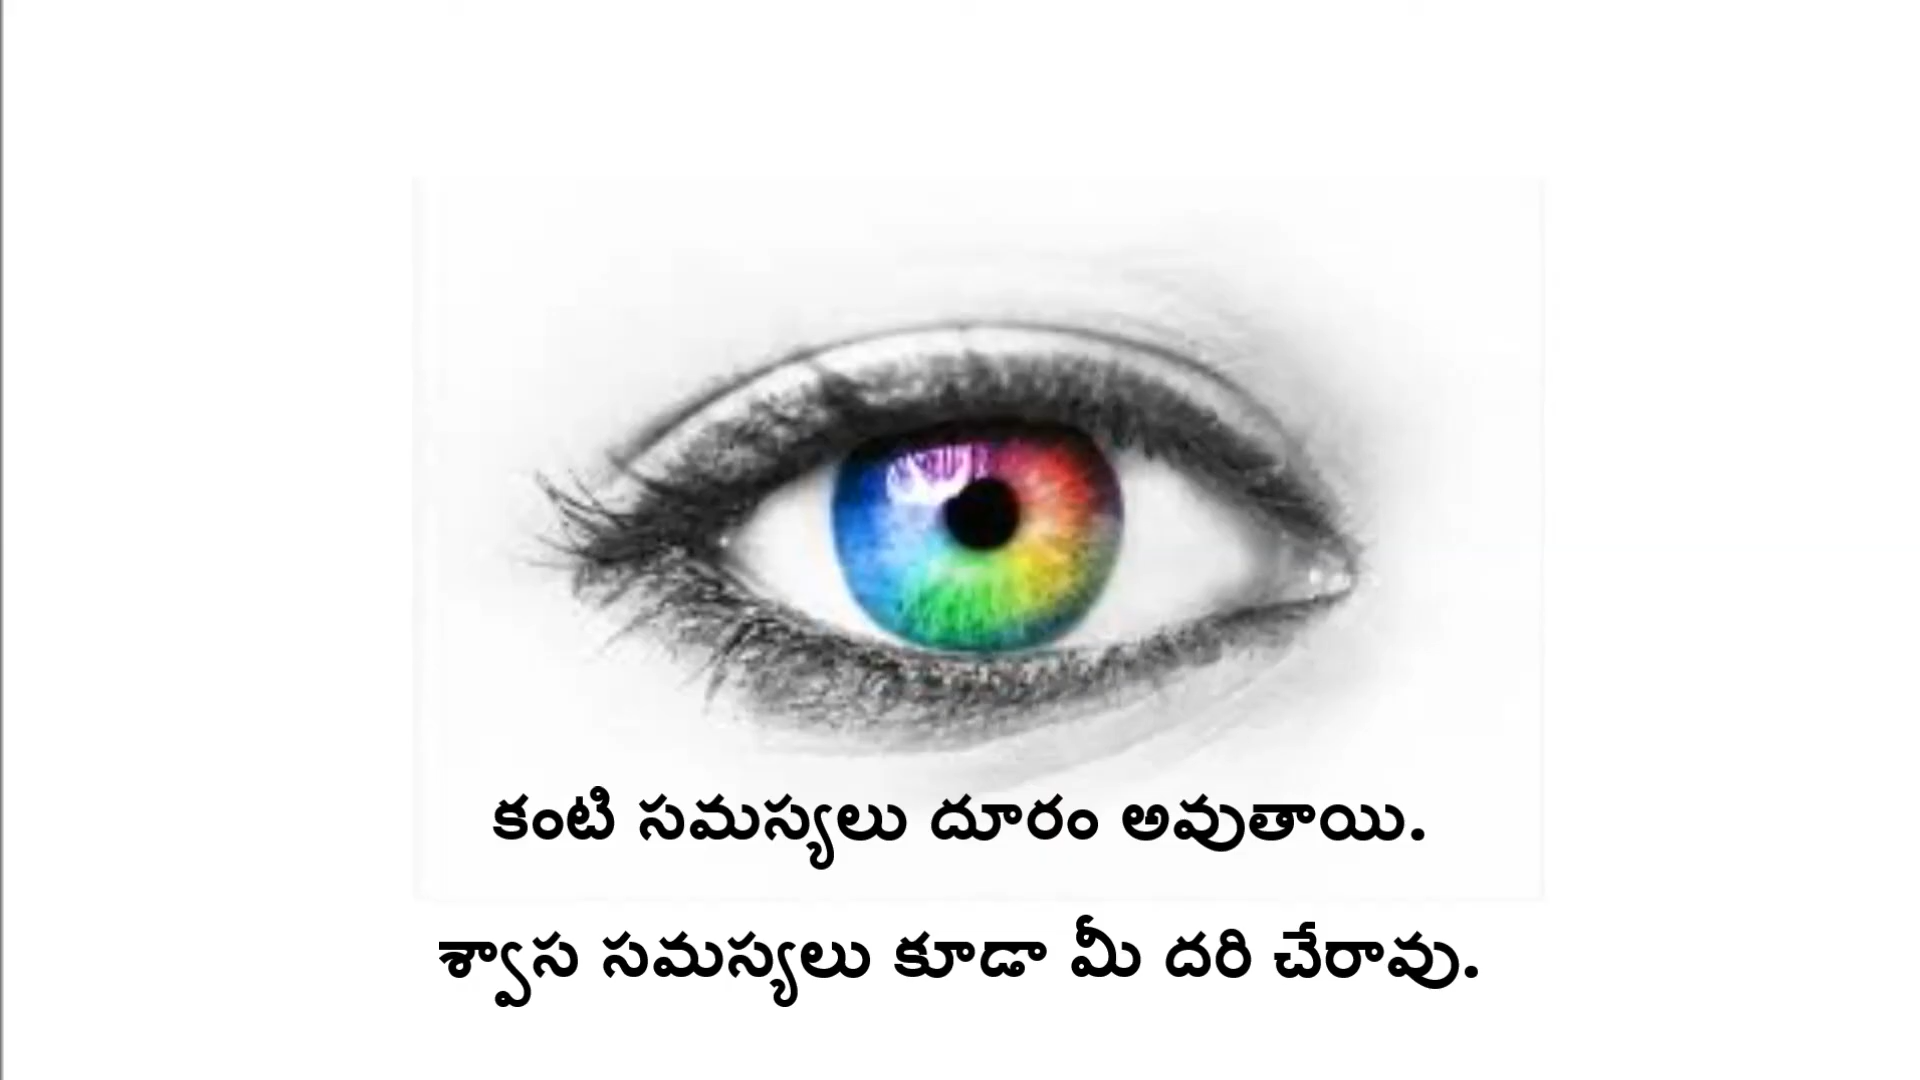 కంటి సమస్యలు దూరం అవుతాయి.
శ్వాస సమస్యలు కూడా మీ దరి చేరావు.